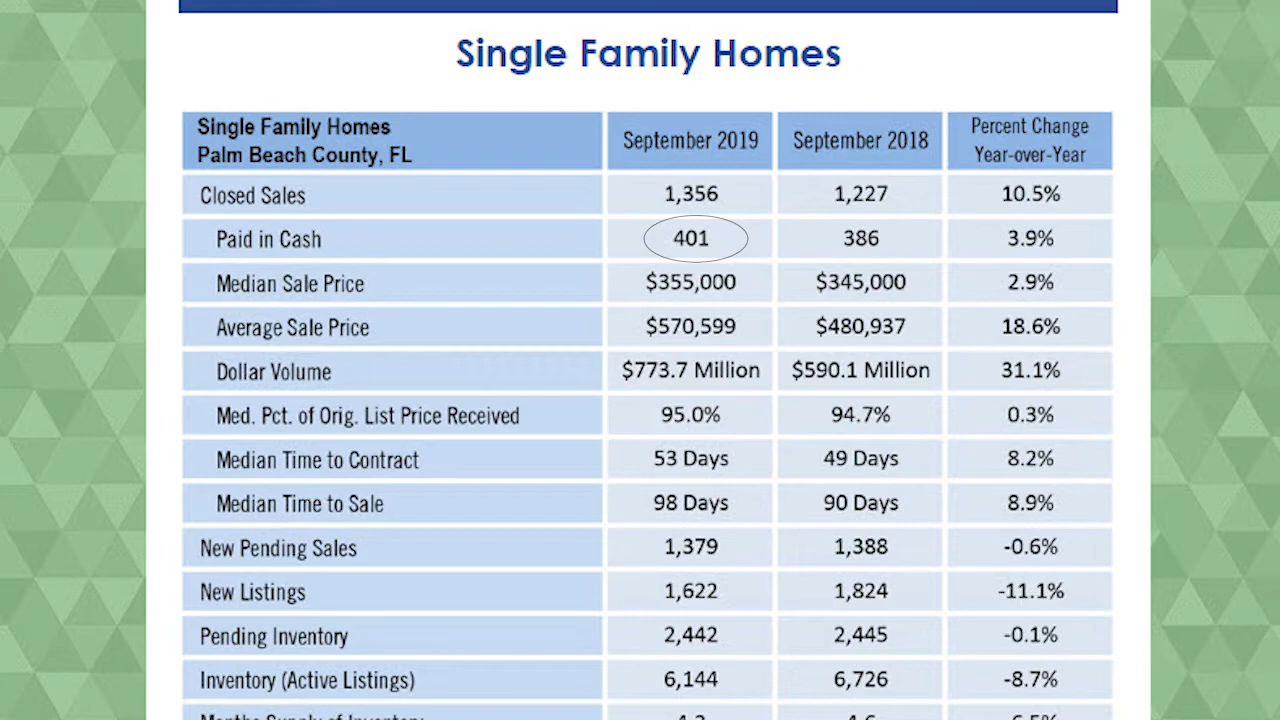 Single Family Homes
Single Family Homes
Palm Beach County, FL
September 2019
September 2018
Percent Change
Year-over-Year
Closed Sales 1,356 1,227 10.5%
Paid in Cash 401 386 3.9%
Median Sale Price $355,000 $345,000 2.9%
Average Sale Price $570,599 $480,937 18.6%
Dollar Volume $773.7 Million $590.1 Million 31.1%
Med. Pct. of Orig. List Price Received 95.0% 94.7% 0.3%
Median Time to Contract 53 Days 49 Days 8.2%
Median Time to Sale 98 Days 90 Days 8.9%
New Pending Sales 1,379 1,388 -0.6%
New Listings 1,622 1,824 -11.1%
Pending Inventory 2,442 2,445 -0.1%
Inventory (Active Listings) 6,144 6,726 -8.7%